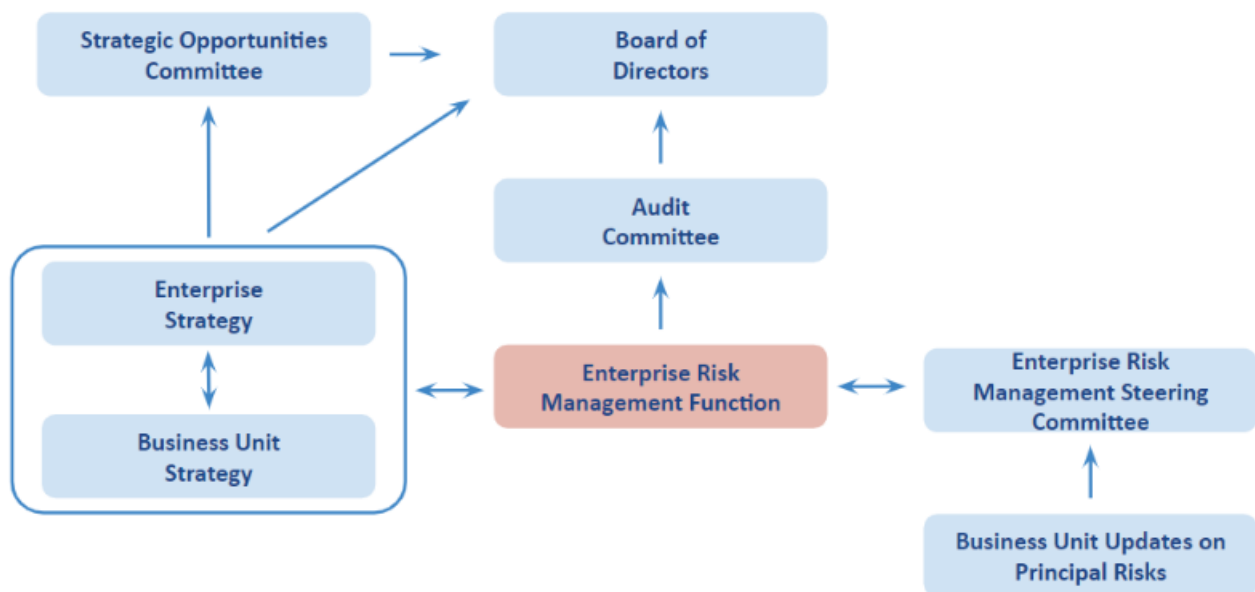 Strategic Opportunities
Committee
Board of
Directors
Audit
Committee
Enterprise
Strategy
Business Unit
Strategy
Enterprise Risk
Management Function
Enterprise Risk
Management Steering
Committee
Business Unit Updates on
Principal Risks